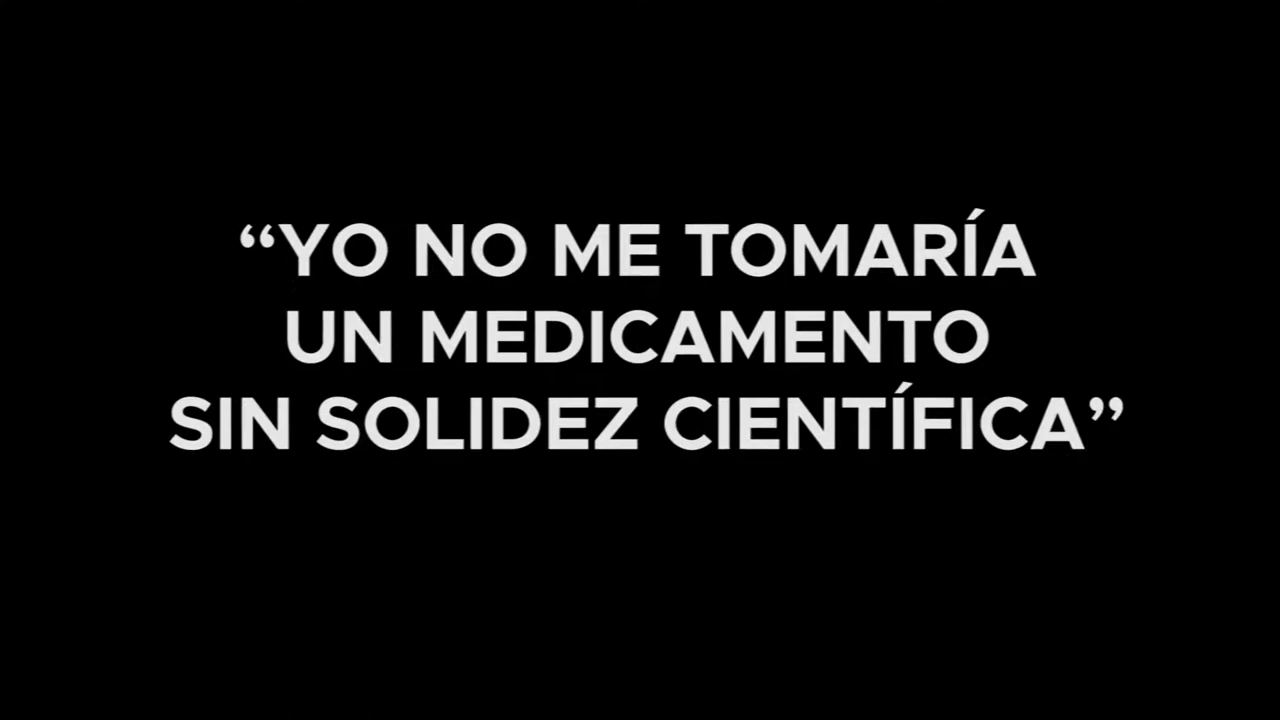 “YO NO ME TOMARÍA
UN MEDICAMENTO
SIN SOLIDEZ CIENTÍFICA”